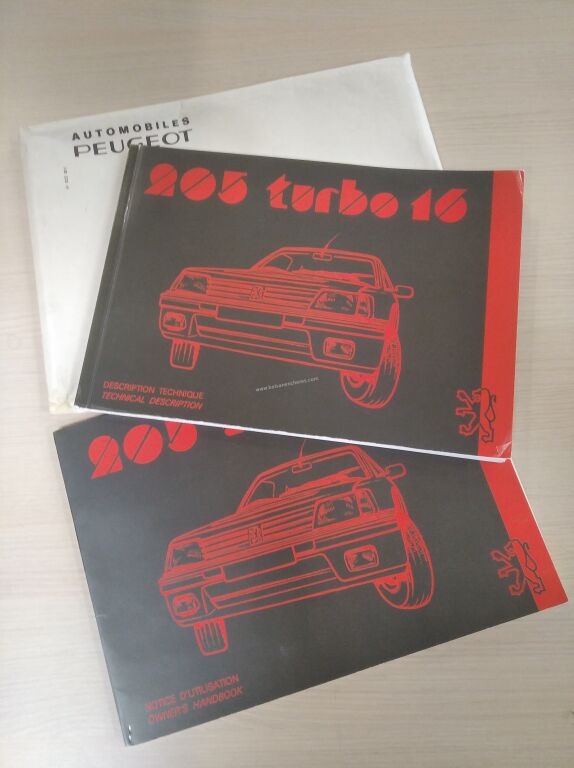 AUTOMOBILES
PEUGEOT
205 turbo 16
DESCRIPTION TECHNIQUE
TECHNICAL DESCRIPTION
205
NOTICE D'UTILISATION
OWNER'S HANDBOOK